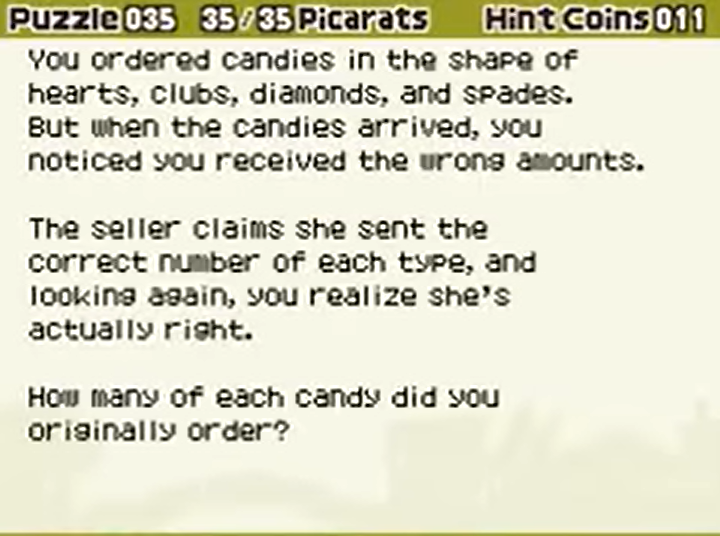 Puzzle 035 35/35 Picarats Hint Coins 011
You ordered candies in the shape of
hearts, clubs, diamonds, and spades.
But when the candies arrived, you
noticed you received the wrong amounts.
The seller claims she sent the
correct number of each type, and
looking again, you realize she's
actually right.
How many of each candy did you
originally order?